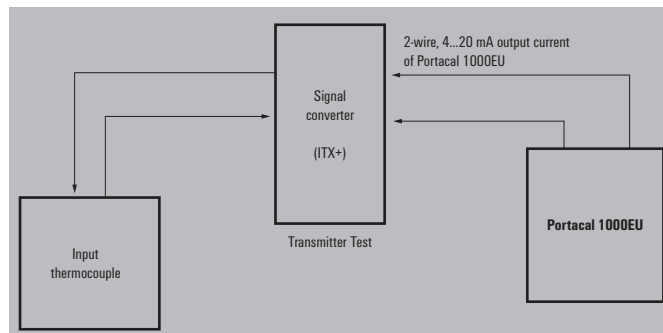 2-wire, 4...20 mA output current
of Portacal 1000EU
Signal
converter
(ITX+)
Portacal 1000EU
Transmitter Test
Input
thermocouple